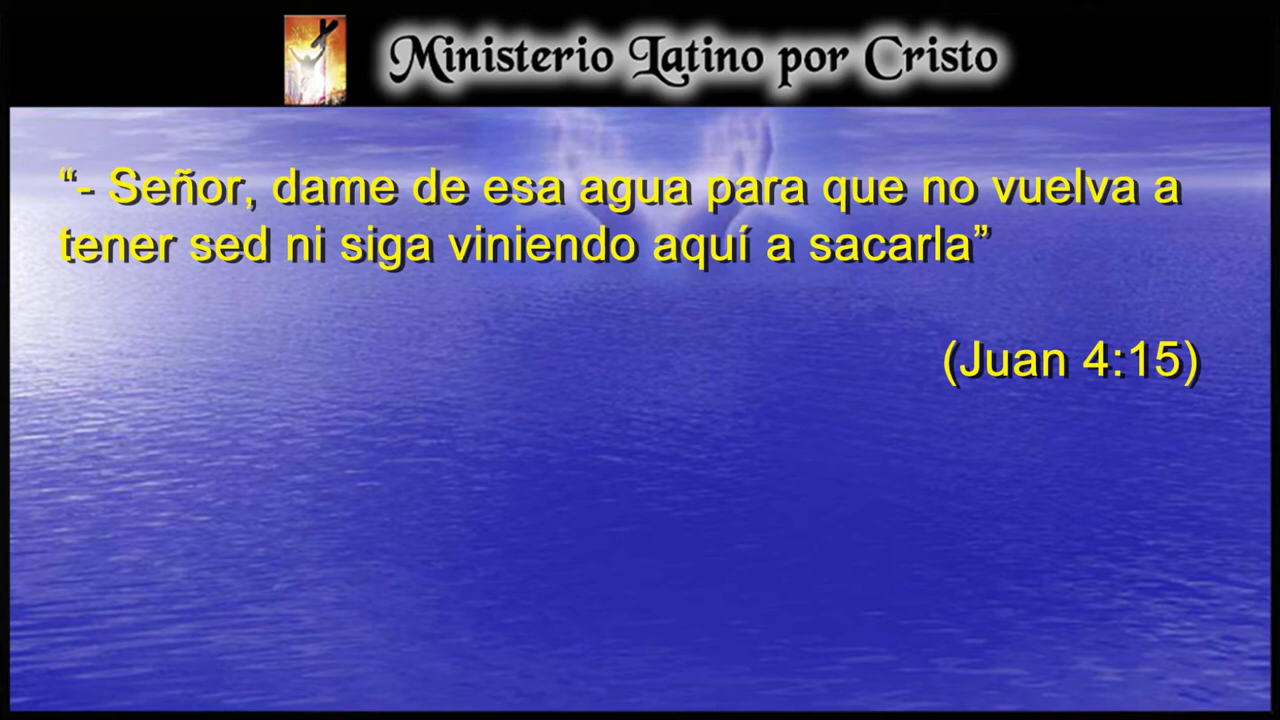 Ministerio Latino por Cristo
“- Señor, dame de esa agua para que no vuelva a
tener sed ni siga viniendo aquí a sacarla”
(Juan 4:15)